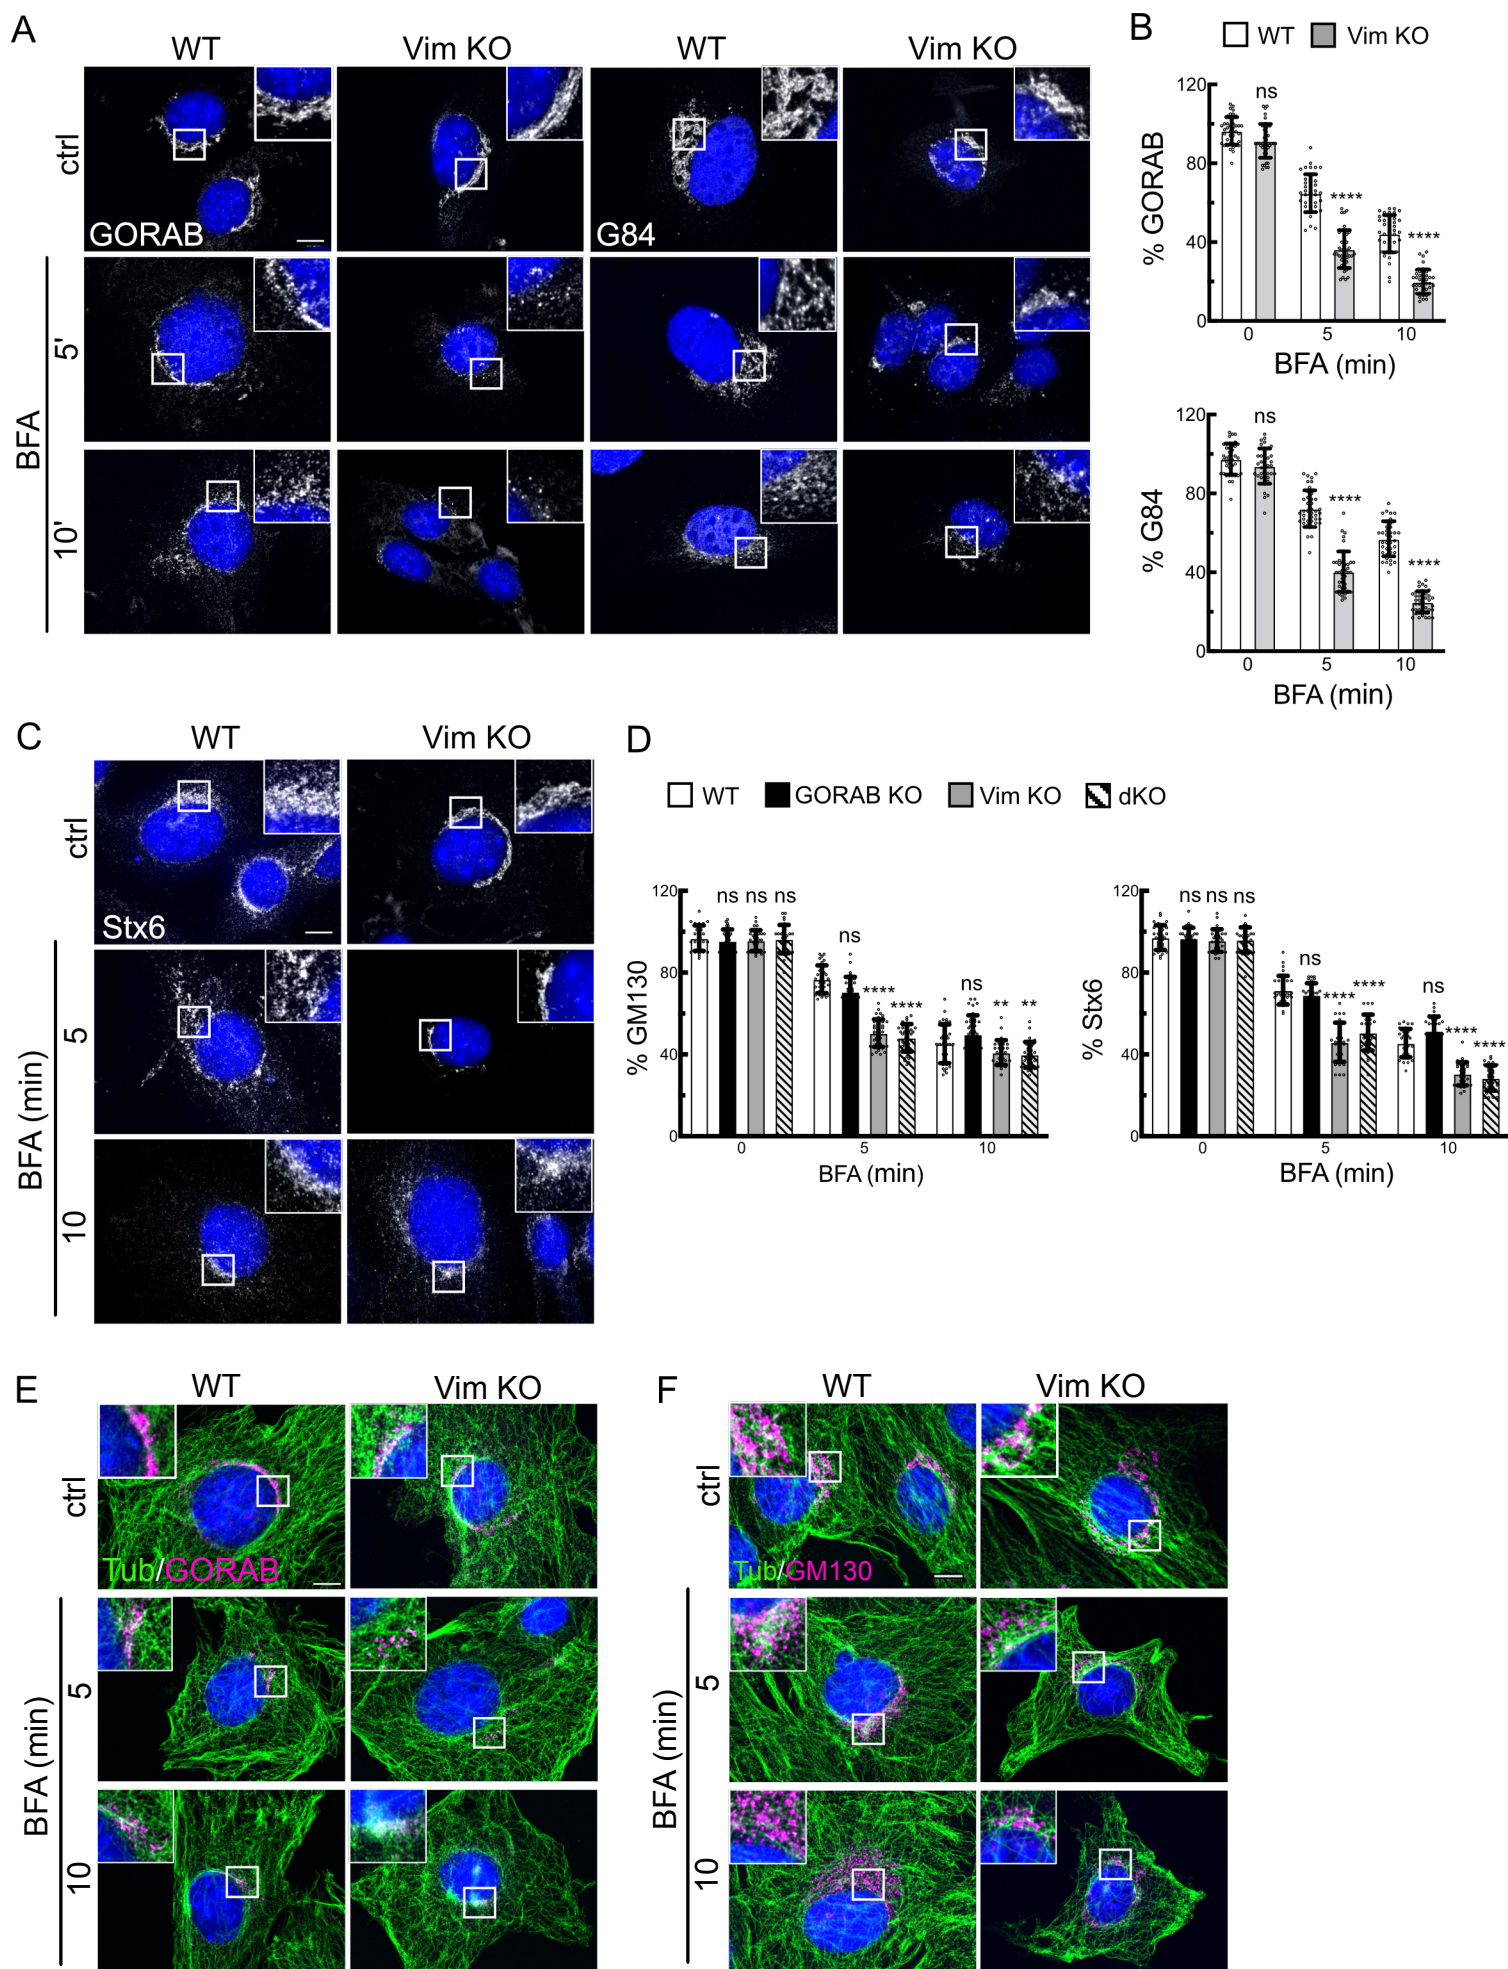 A
WT
Vim KO
WT
Vim KO
ctrl
GORAB
G84
BFA
5'
10'
B
WT
Vim KO
% GORAB
120
80
40
0
ns
****
****
0
5
10
BFA (min)
% G84
120
80
40
0
ns
****
****
0
5
10
BFA (min)
C
WT
Vim KO
ctrl
Stx6
BFA (min)
5
10
D
WT
GORAB KO
Vim KO
dKO
% GM130
120
80
40
0
ns ns ns
ns
****
****
ns
**
**
0
5
10
BFA (min)
% Stx6
120
80
40
0
ns ns ns
ns
****
****
ns
****
****
0
5
10
BFA (min)
E
WT
Vim KO
ctrl
Tub/GORAB
BFA (min)
5
10
F
WT
Vim KO
ctrl
Tub/GM130
BFA (min)
5
10